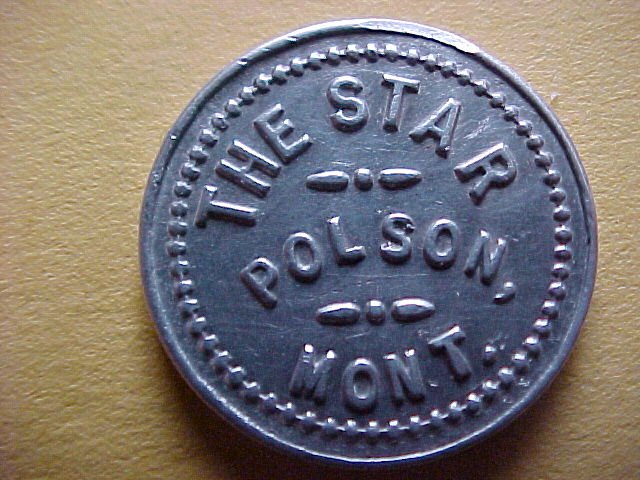 THE STAR
POLSON,
MONT.